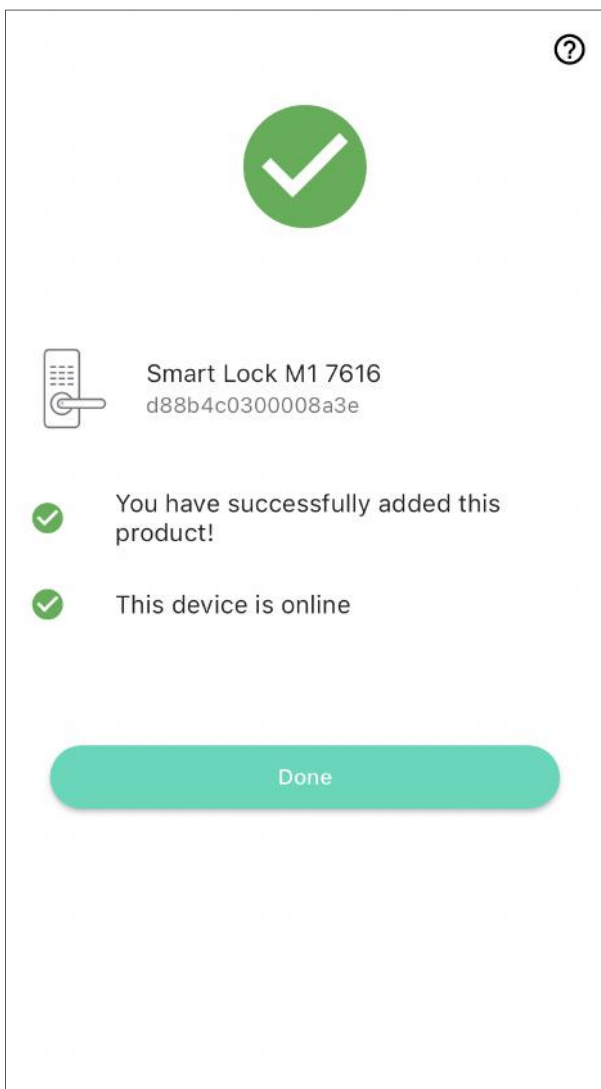 Smart Lock M1 7616
d88b4c0300008a3e
You have successfully added this
product!
This device is online
Done